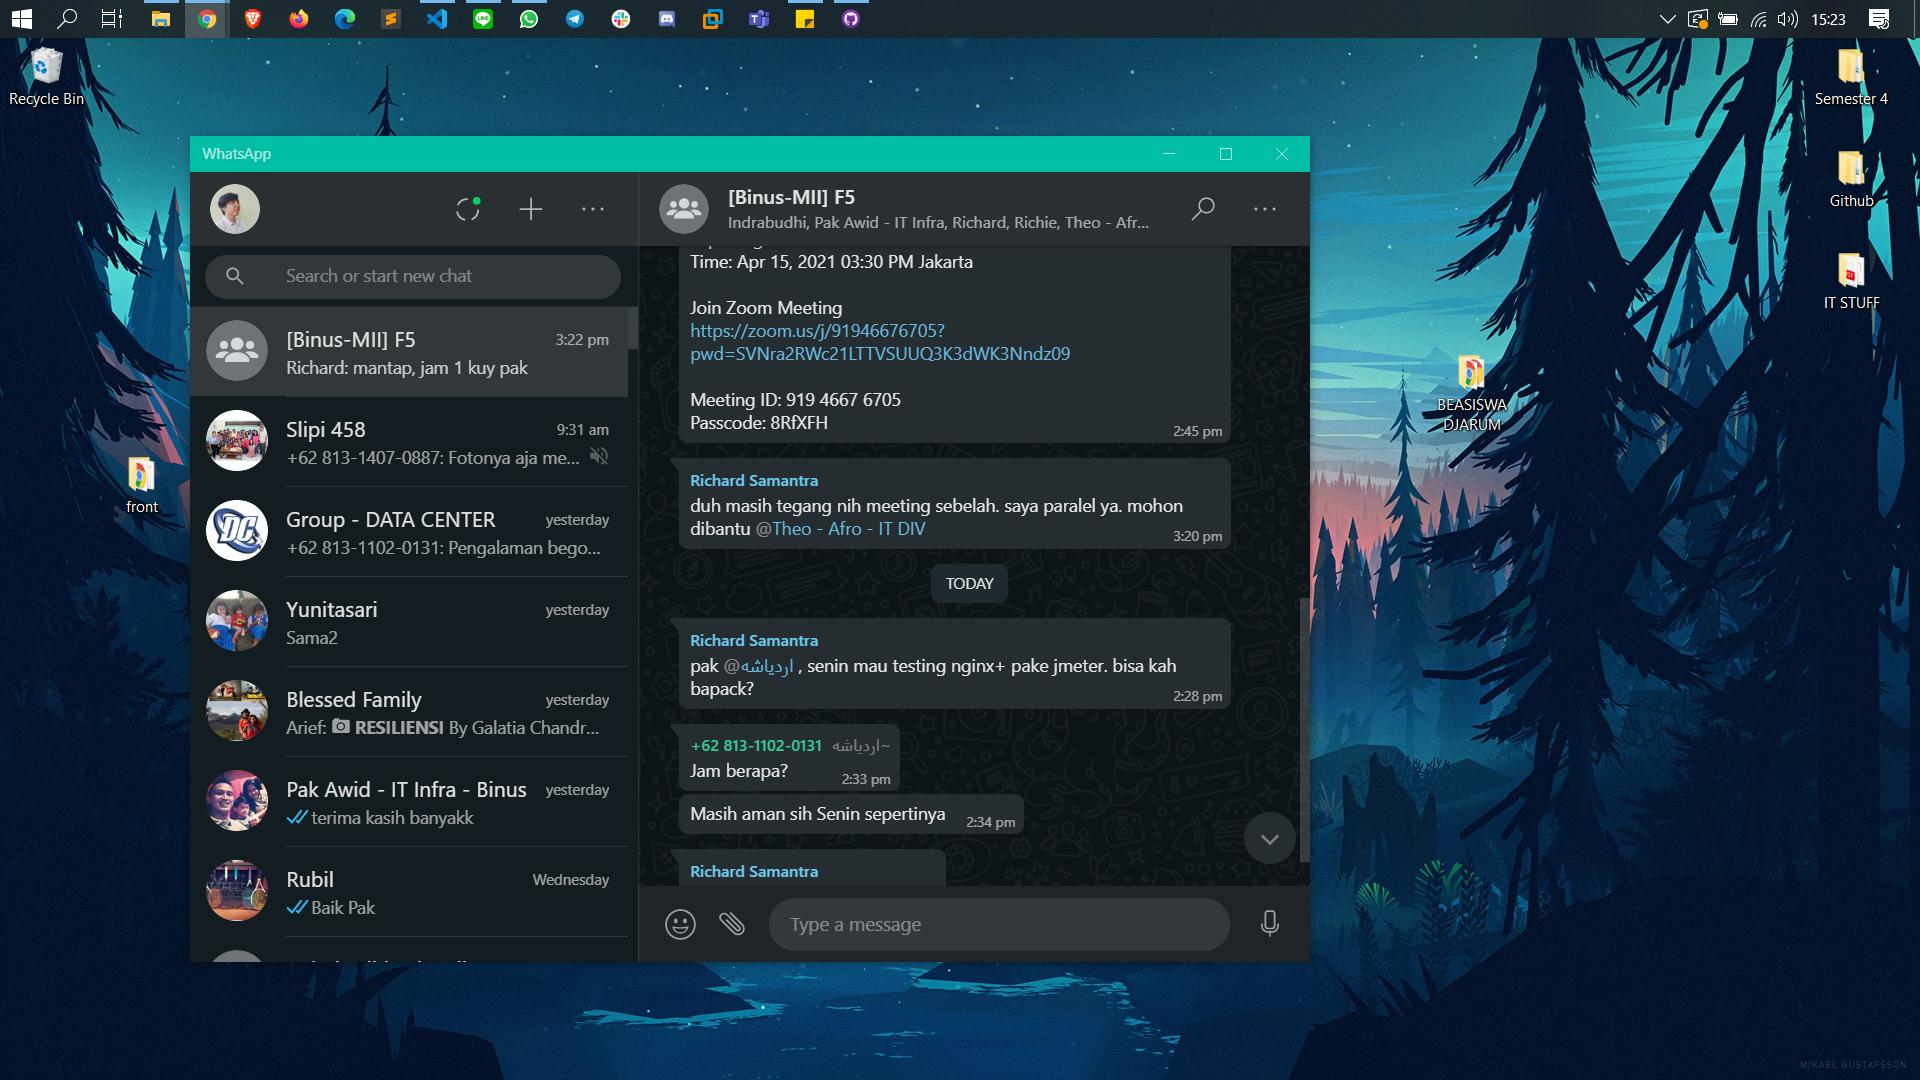 15:23
Recycle Bin
Semester 4
Github
IT STUFF
BEASISWA
DJARUM
front
WhatsApp
[Binus-MII] F5
Indrabudhi, Pak Awid - IT Infra, Richard, Richie, Theo - Afr...
Search or start new chat
[Binus-MII] F5
3:22 pm
Richard: mantap, jam 1 kuy pak
Slipi 458
9:31 am
+62 813-1407-0887: Fotonya aja me...
Group - DATA CENTER
yesterday
+62 813-1102-0131: Pengalaman bego...
Yunitasari
yesterday
Sama2
Blessed Family
yesterday
Arief: RESILIENSI By Galatia Chandr...
Pak Awid - IT Infra - Binus
yesterday
terima kasih banyakk
Rubil
Wednesday
Baik Pak
Time: Apr 15, 2021 03:30 PM Jakarta
Join Zoom Meeting
https://zoom.us/j/91946676705?
pwd=SVNra2RWc21LTTVSUUQ3K3dWK3Nndz09
Meeting ID: 919 4667 6705
Passcode: 8RfXFH
2:45 pm
Richard Samantra
duh masih tegang nih meeting sebelah. saya paralel ya. mohon
dibantu @Theo - Afro - IT DIV
3:20 pm
TODAY
Richard Samantra
pak @اردياشه , senin mau testing nginx+ pake jmeter. bisa kah
bapack?
2:28 pm
+62 813-1102-0131 ~اردياشه
Jam berapa?
2:33 pm
Masih aman sih Senin sepertinya
2:34 pm
Richard Samantra
Type a message
MIKAEL GUSTAFSSON